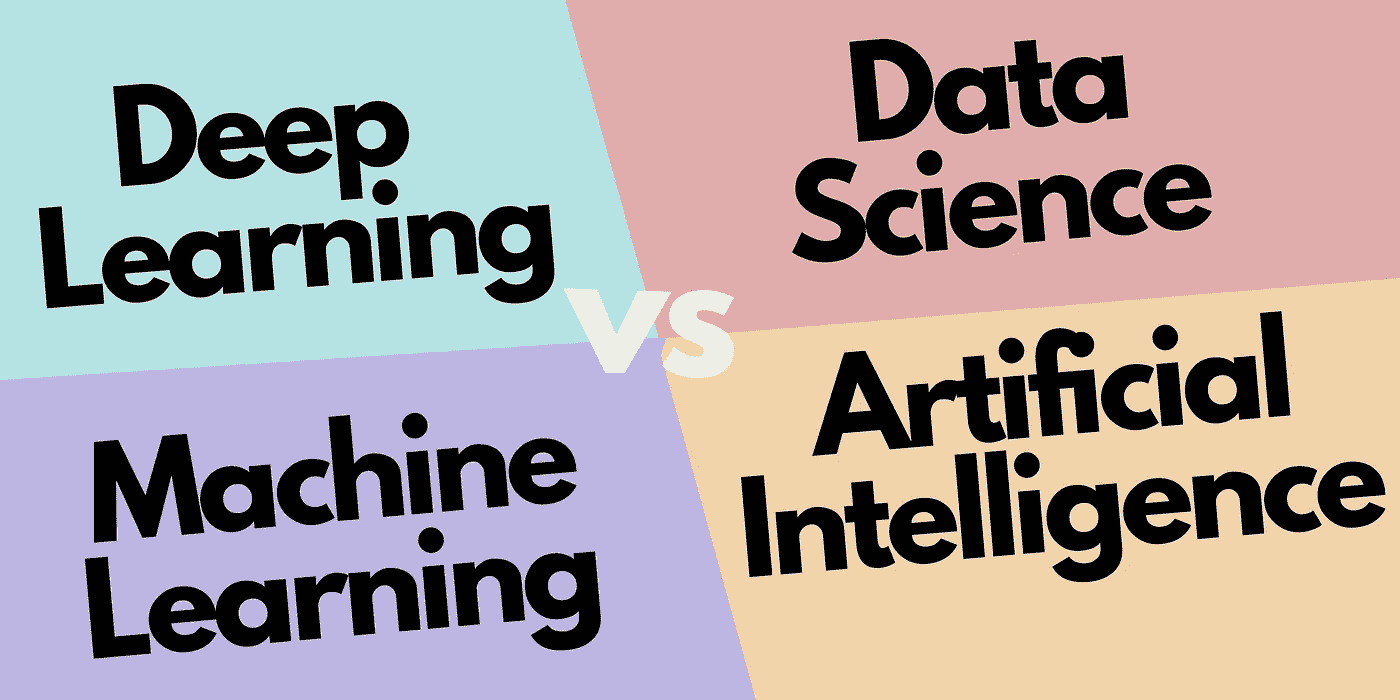 Deep
Learning
Data
Science
VS
Machine
Learning
Artificial
Intelligence